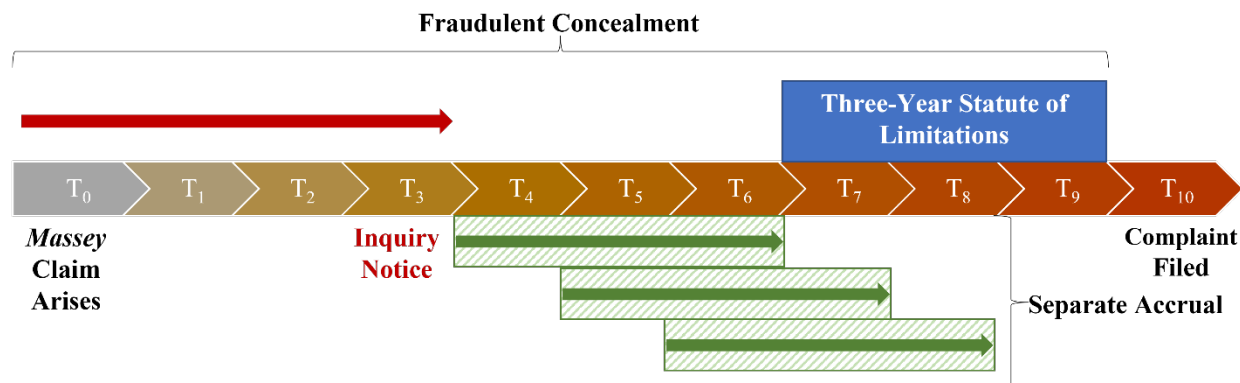 Fraudulent Concealment
Three-Year Statute of
Limitations
T0 T1 T2 T3 T4 T5 T6 T7 T8 T9 T10
Massey
Claim
Arises
Inquiry
Notice
Complaint
Filed
Separate Accrual